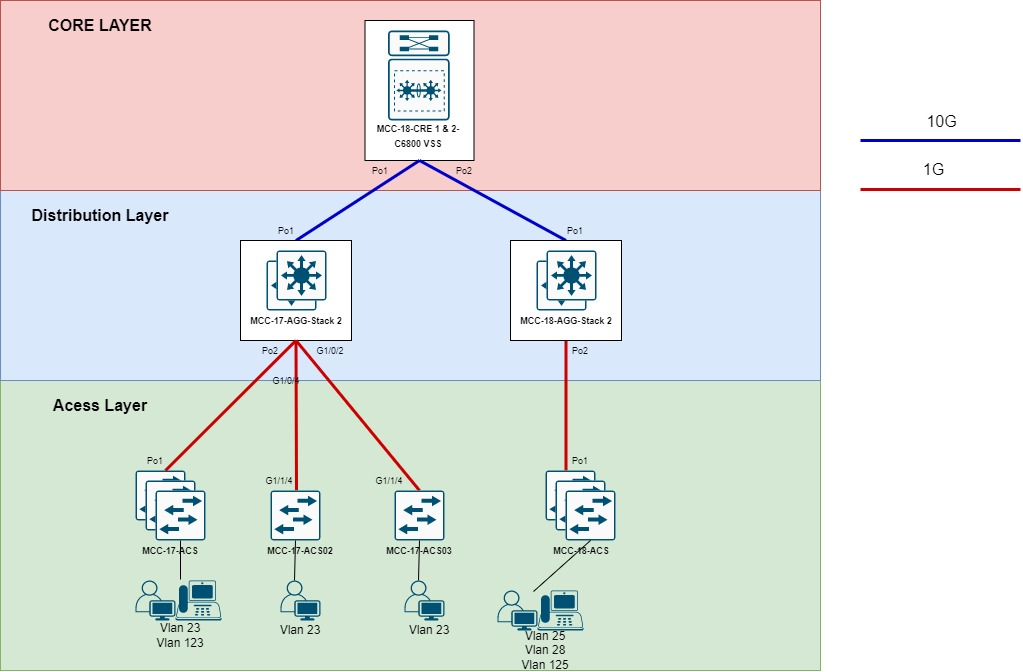 CORE LAYER
MCC-18-CRE 1 & 2-
C6800 VSS
10G
1G
Po1
Po2
Distribution Layer
Po1
Po1
MCC-17-AGG-Stack 2
MCC-18-AGG-Stack 2
Po2
G1/0/2
Po2
G1/0/4
Acess Layer
Po1
Po1
G1/1/4
G1/1/4
MCC-17-ACS
MCC-17-ACS02
MCC-17-ACS03
MCC-18-ACS
Vlan 23
Vlan 123
Vlan 23
Vlan 23
Vlan 25
Vlan 28
Vlan 125